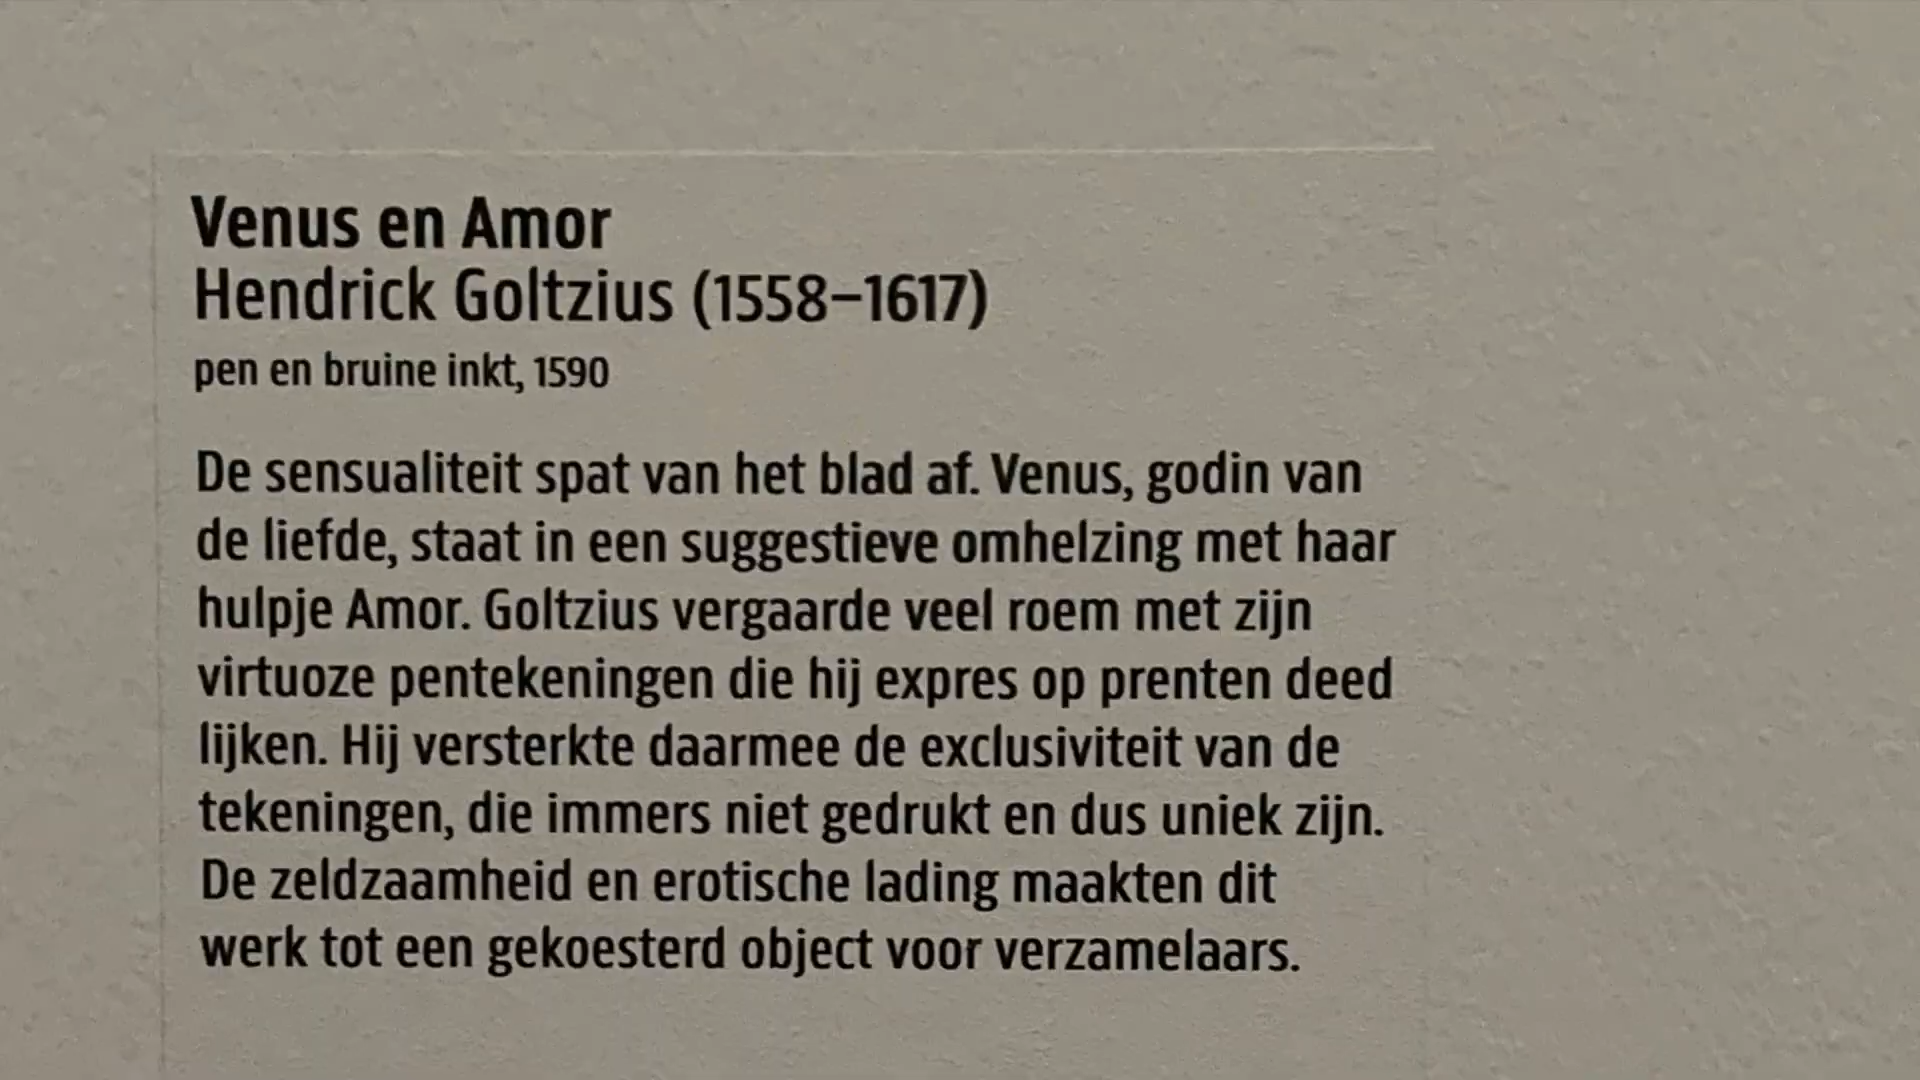 Venus en Amor
Hendrick Goltzius (1558–1617)
pen en bruine inkt, 1590
De sensualiteit spat van het blad af. Venus, godin van
de liefde, staat in een suggestieve omhelzing met haar
hulpje Amor. Goltzius vergaarde veel roem met zijn
virtuoze pentekeningen die hij expres op prenten deed
lijken. Hij versterkte daarmee de exclusiviteit van de
tekeningen, die immers niet gedrukt en dus uniek zijn.
De zeldzaamheid en erotische lading maakten dit
werk tot een gekoesterd object voor verzamelaars.